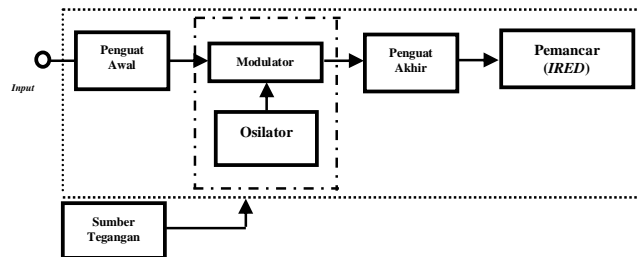 Input
Penguat
Awal
Modulator
Osilator
Penguat
Akhir
Pemancar
(IRED)
Sumber
Tegangan